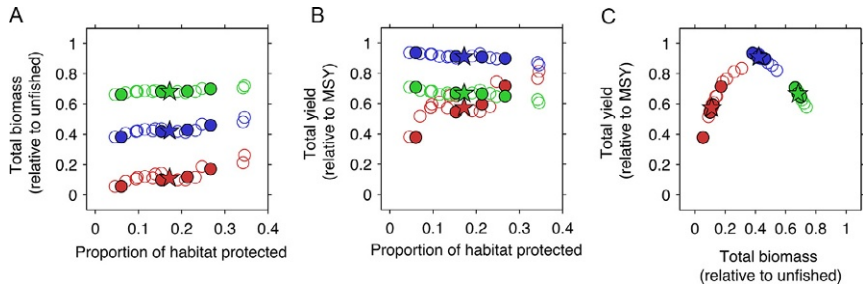 A
B
C
Total biomass
(relative to unfished)
1
0.8
0.6
0.4
0.2
0
0 0.1 0.2 0.3 0.4
Proportion of habitat protected
Total yield
(relative to MSY)
1
0.8
0.6
0.4
0.2
0
0 0.1 0.2 0.3 0.4
Proportion of habitat protected
Total yield
(relative to MSY)
1
0.8
0.6
0.4
0.2
0
0 0.2 0.4 0.6 0.8 1
Total biomass
(relative to unfished)